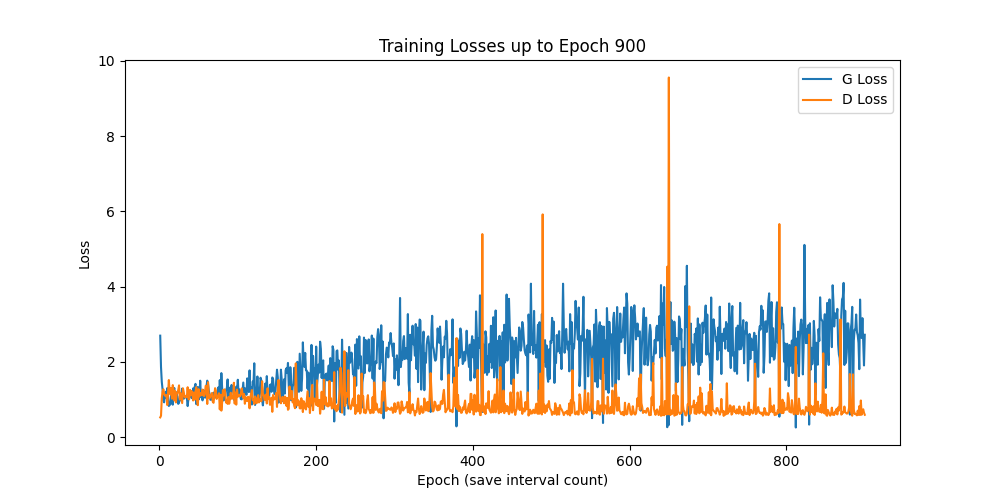 Training Losses up to Epoch 900
G Loss
D Loss
10
8
6
4
2
0
Loss
0 200 400 600 800
Epoch (save interval count)